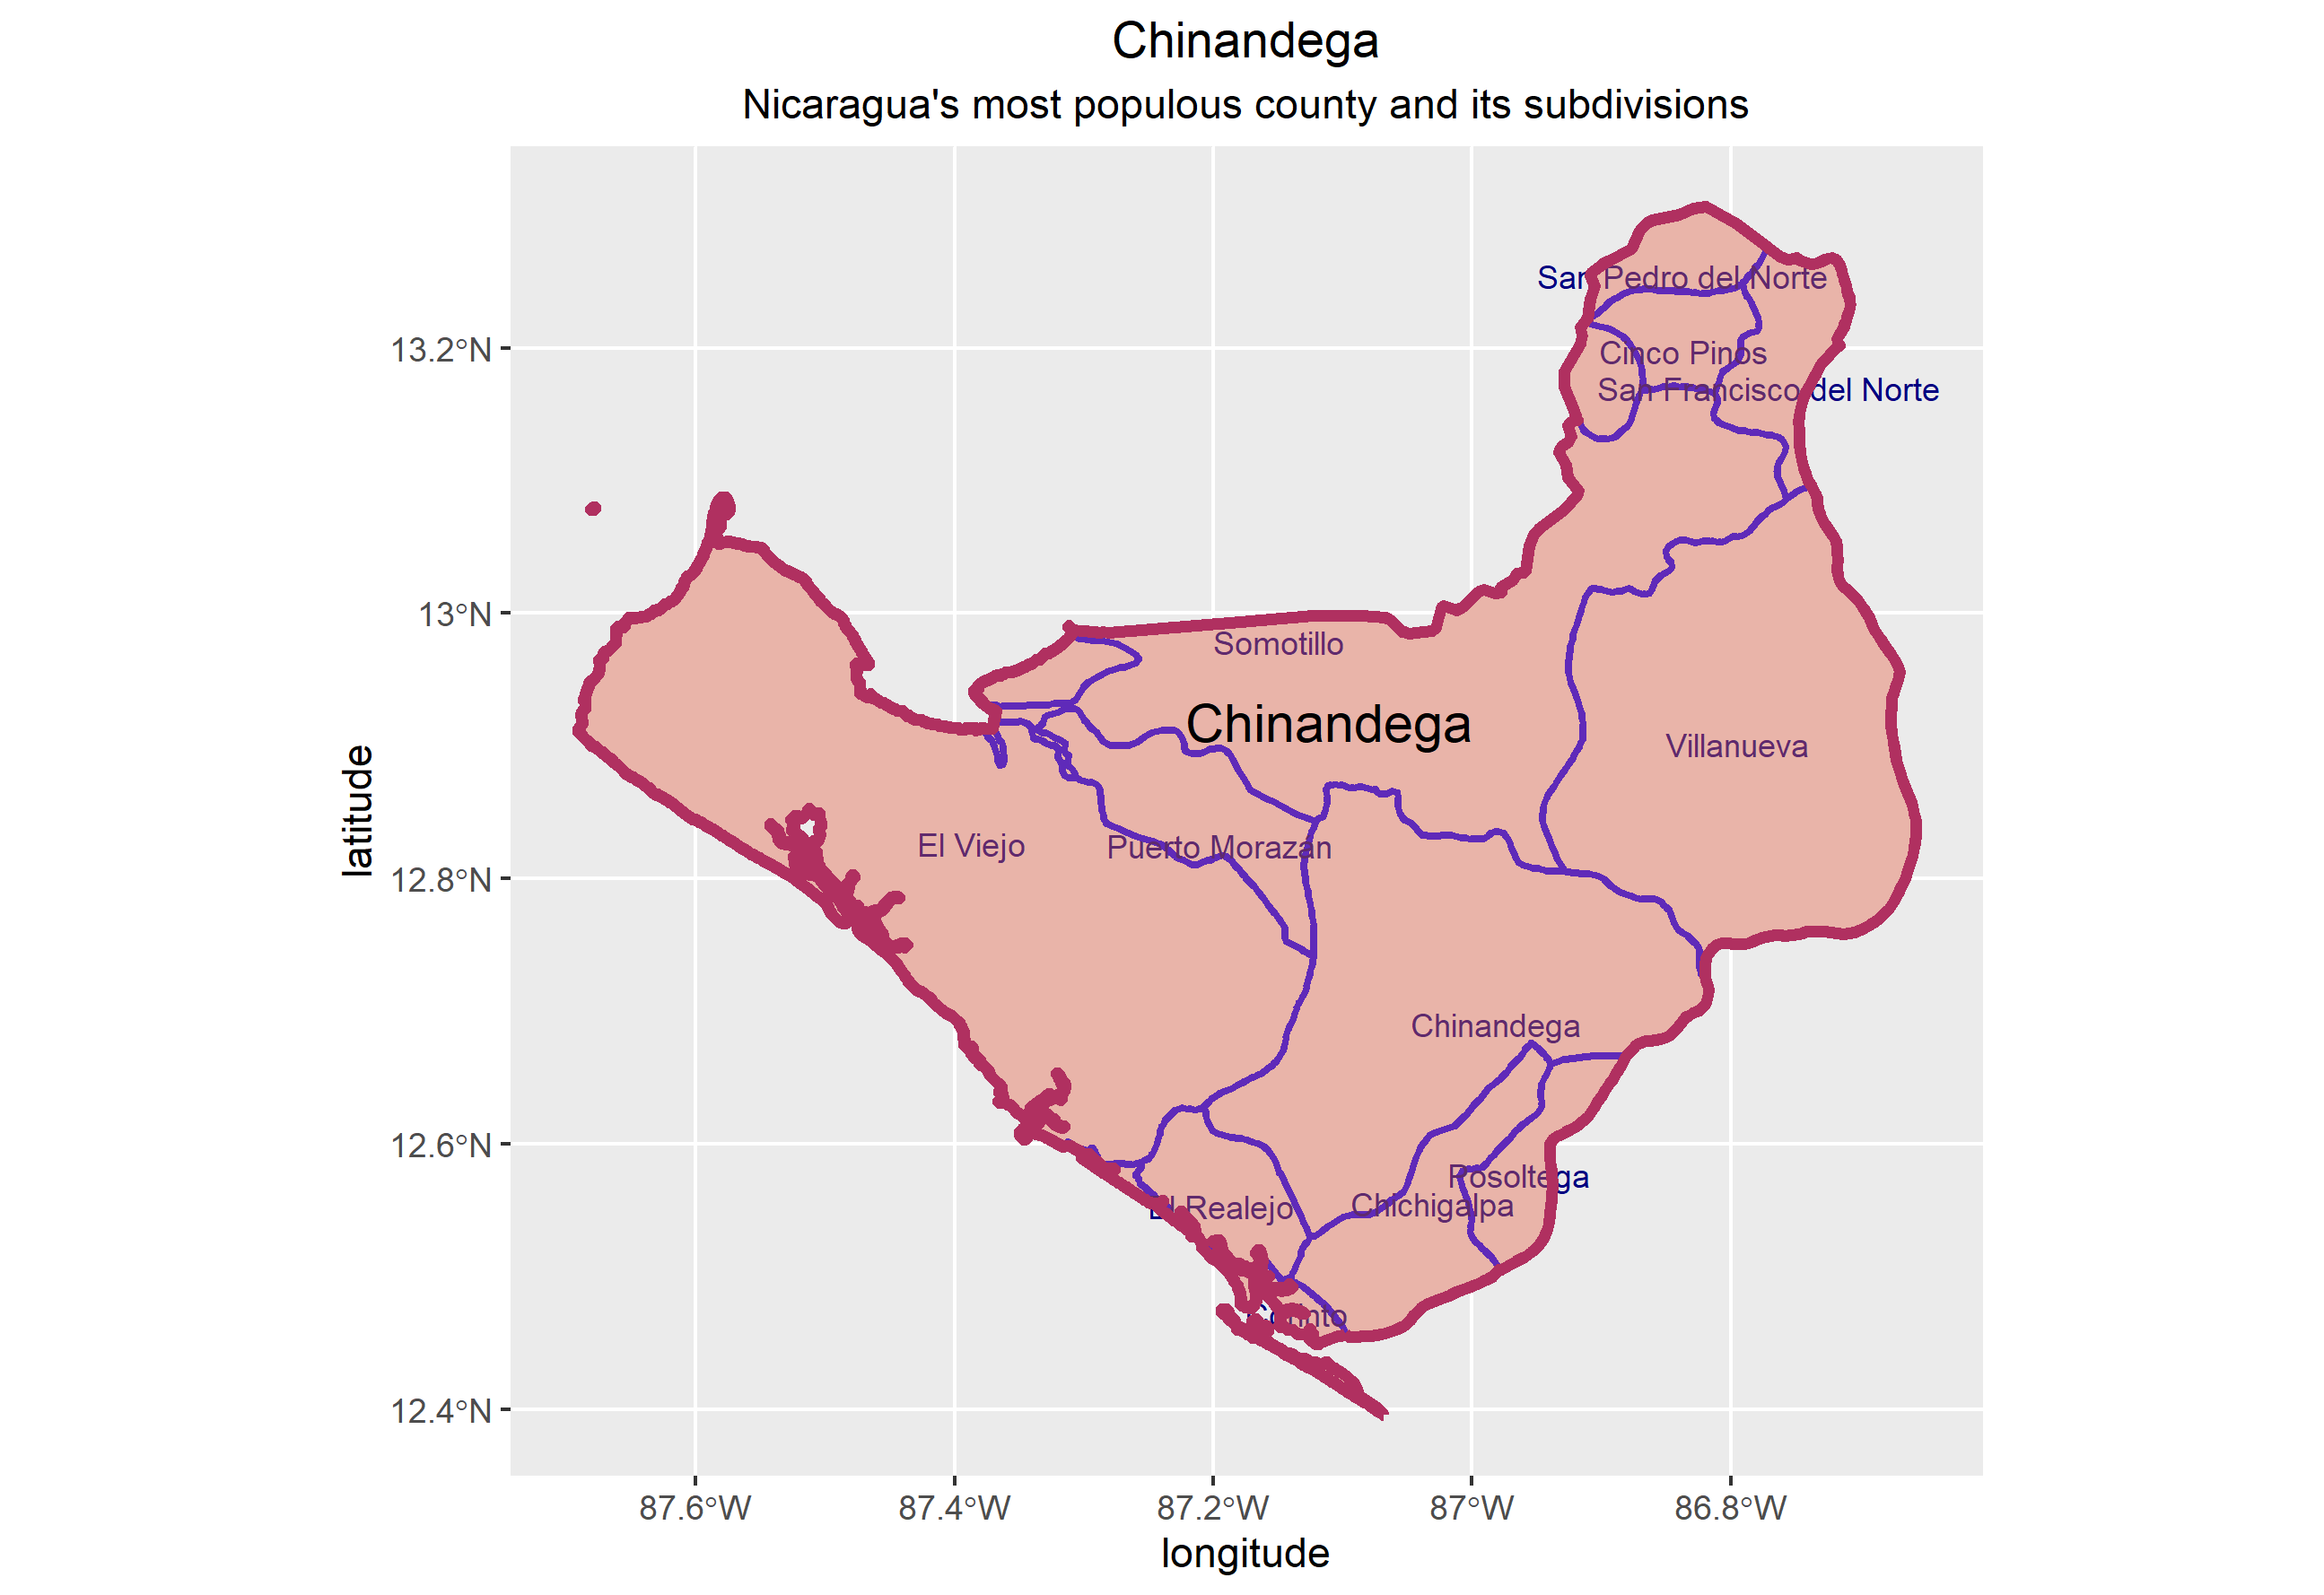 Chinandega
Nicaragua's most populous county and its subdivisions
San Pedro del Norte
13.2°N
Cinco Pinos
San Francisco del Norte
13°N
Somotillo
Chinandega
Villanueva
latitude
El Viejo
Puerto Morazán
12.8°N
Chinandega
12.6°N
Posoltega
El Realejo
Chichigalpa
Corinto
12.4°N
87.6°W
87.4°W
87.2°W
87°W
86.8°W
longitude